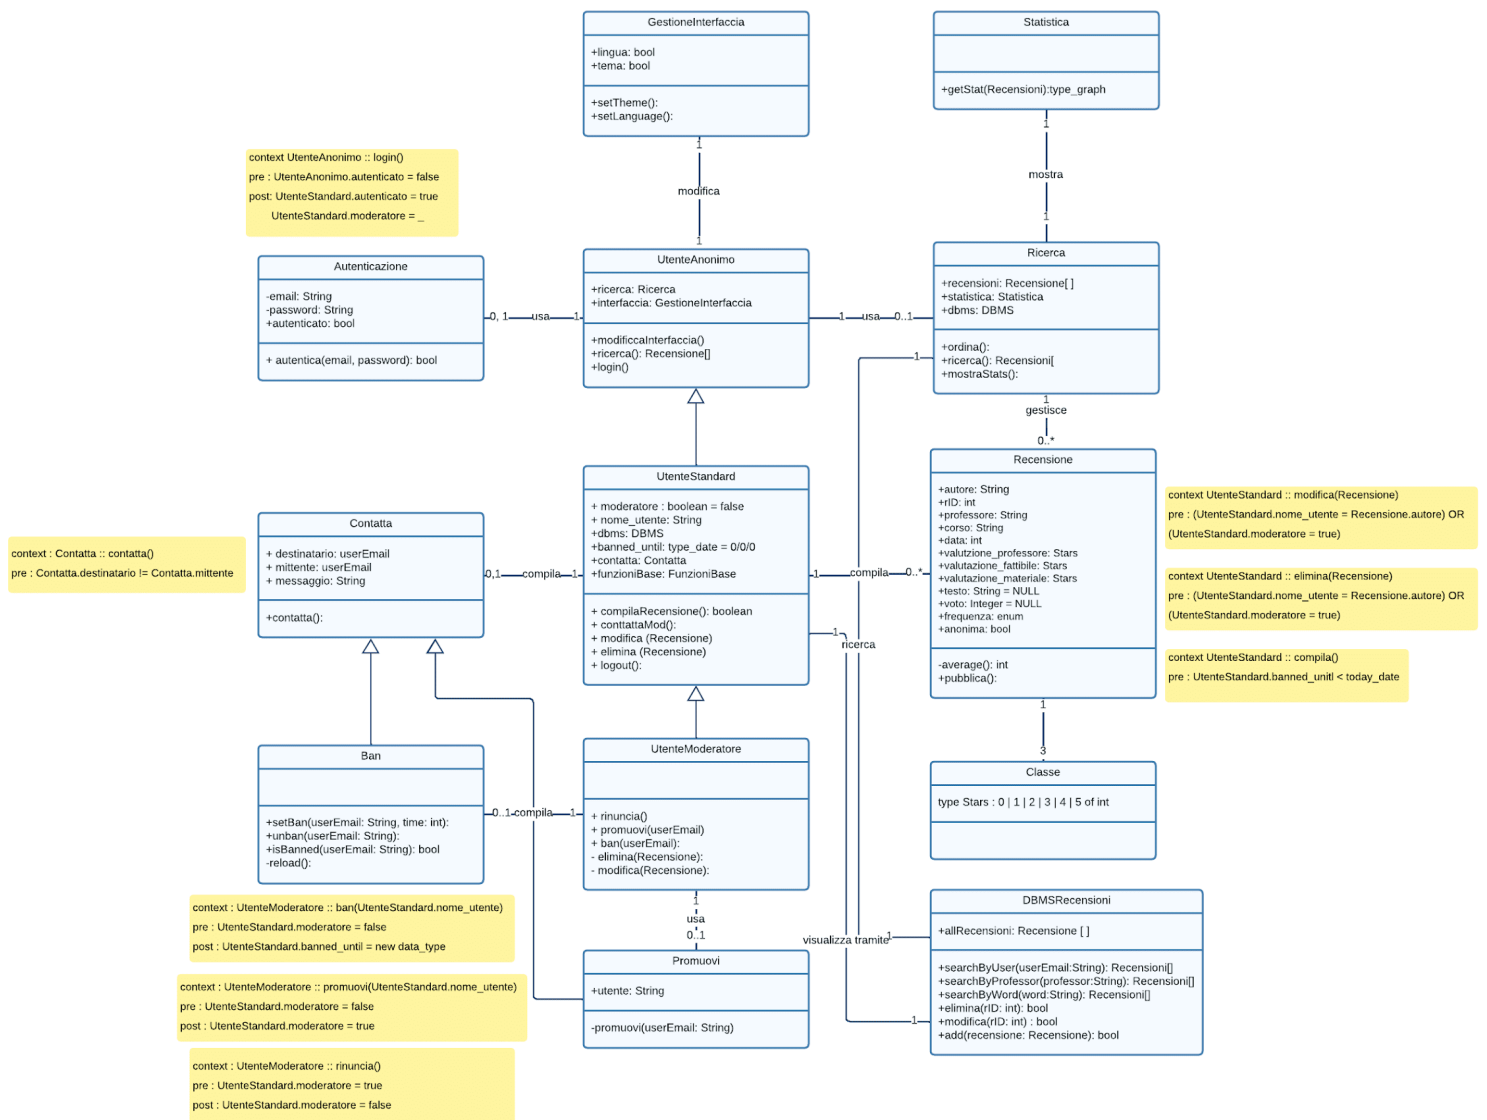 GestioneInterfaccia
+lingua: bool
+tema: bool
+setTheme():
+setLanguage():
Statistica
+getStat(Recensioni):type_graph
1
modifica
1
1
mostra
1
context UtenteAnonimo :: login()
pre : UtenteAnonimo.autenticato = false
post: UtenteStandard.autenticato = true
UtenteStandard.moderatore = _
Autenticazione
-email: String
-password: String
+autenticato: bool
+ autentica(email, password): bool
0, 1
usa
1
UtenteAnonimo
+ricerca: Ricerca
+interfaccia: GestioneInterfaccia
+modificcaInterfaccia()
+ricerca(): Recensione[]
+login()
1
usa
0..1
Ricerca
+recensioni: Recensione[ ]
+statistica: Statistica
+dbms: DBMS
+ordina():
+ricerca(): Recensioni[
+mostraStats():
1
1
gestisce
0..*
context : Contatta :: contatta()
pre : Contatta.destinatario != Contatta.mittente
Contatta
+ destinatario: userEmail
+ mittente: userEmail
+ messaggio: String
+contatta():
0,1
compila
1
UtenteStandard
+ moderatore : boolean = false
+ nome_utente: String
+ dbms: DBMS
+banned_until: type_date = 0/0/0
+contatta: Contatta
+funzioniBase: FunzioniBase
+ compilaRecensione(): boolean
+ conttattaMod():
+ modifica (Recensione)
+ elimina (Recensione)
+ logout():
1
compila
0..*
1
ricerca
Recensione
+autore: String
+rID: int
+professore: String
+corso: String
+data: int
+valutzione_professore: Stars
+valutazione_fattibile: Stars
+valutazione_materiale: Stars
+testo: String = NULL
+voto: Integer = NULL
+frequenza: enum
+anonima: bool
-average(): int
+pubblica():
context UtenteStandard :: modifica(Recensione)
pre : (UtenteStandard.nome_utente = Recensione.autore) OR
(UtenteStandard.moderatore = true)
context UtenteStandard :: elimina(Recensione)
pre : (UtenteStandard.nome_utente = Recensione.autore) OR
(UtenteStandard.moderatore = true)
context UtenteStandard :: compila()
pre : UtenteStandard.banned_unitl < today_date
1
3
Classe
type Stars : 0 | 1 | 2 | 3 | 4 | 5 of int
Ban
+setBan(userEmail: String, time: int):
+unban(userEmail: String):
+isBanned(userEmail: String): bool
-reload():
0..1
compila
1
UtenteModeratore
+ rinuncia()
+ promuovi(userEmail)
+ ban(userEmail):
- elimina(Recensione):
- modifica(Recensione):
1
usa
0..1
Promuovi
+utente: String
-promuovi(userEmail: String)
visualizza tramite
1
1
DBMSRecensioni
+allRecensioni: Recensione [ ]
+searchByUser(userEmail:String): Recensioni[]
+searchByProfessor(professor:String): Recensioni[]
+searchByWord(word:String): Recensioni[]
+elimina(rID: int): bool
+modifica(rID: int) : bool
+add(recensione: Recensione): bool
context : UtenteModeratore :: ban(UtenteStandard.nome_utente)
pre : UtenteStandard.moderatore = false
post : UtenteStandard.banned_until = new data_type
context : UtenteModeratore :: promuovi(UtenteStandard.nome_utente)
pre : UtenteStandard.moderatore = false
post : UtenteStandard.moderatore = true
context : UtenteModeratore :: rinuncia()
pre : UtenteStandard.moderatore = true
post : UtenteStandard.moderatore = false